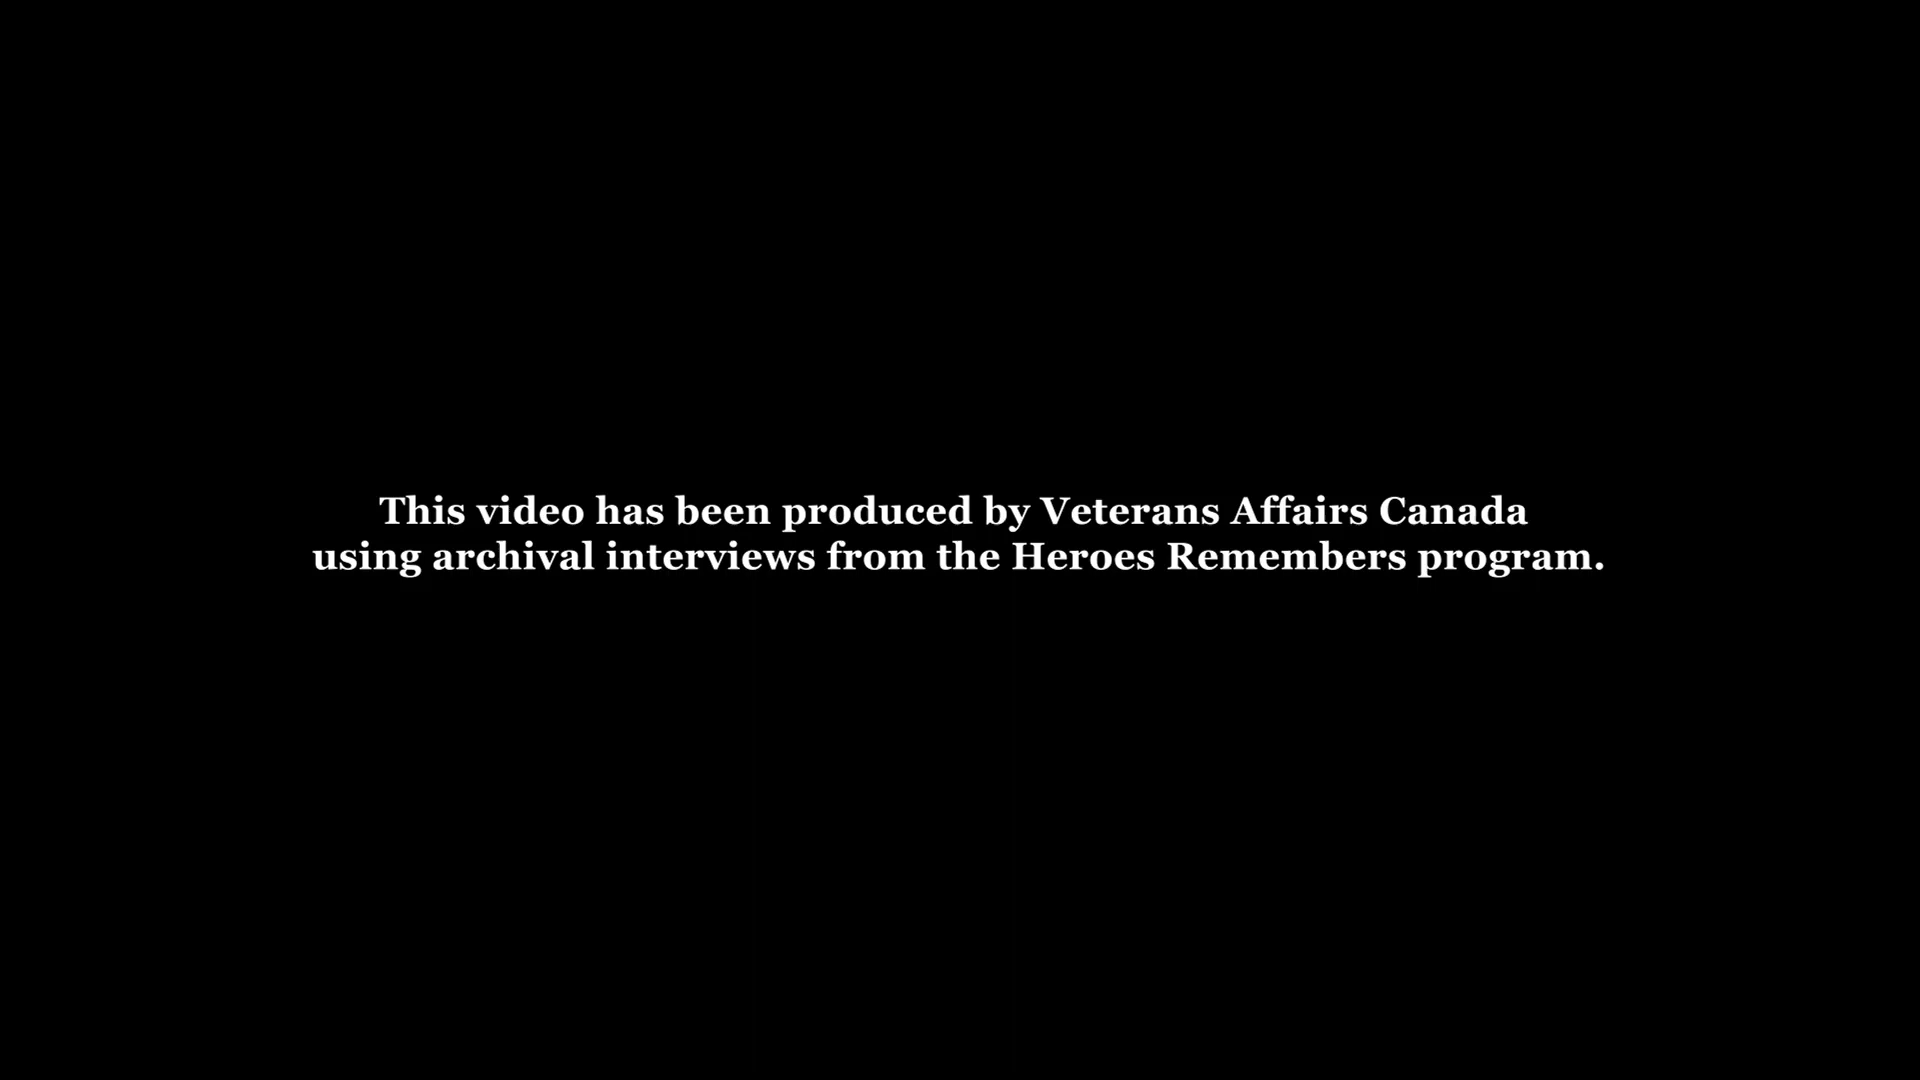 This video has been produced by Veterans Affairs Canada
using archival interviews from the Heroes Remembers program.